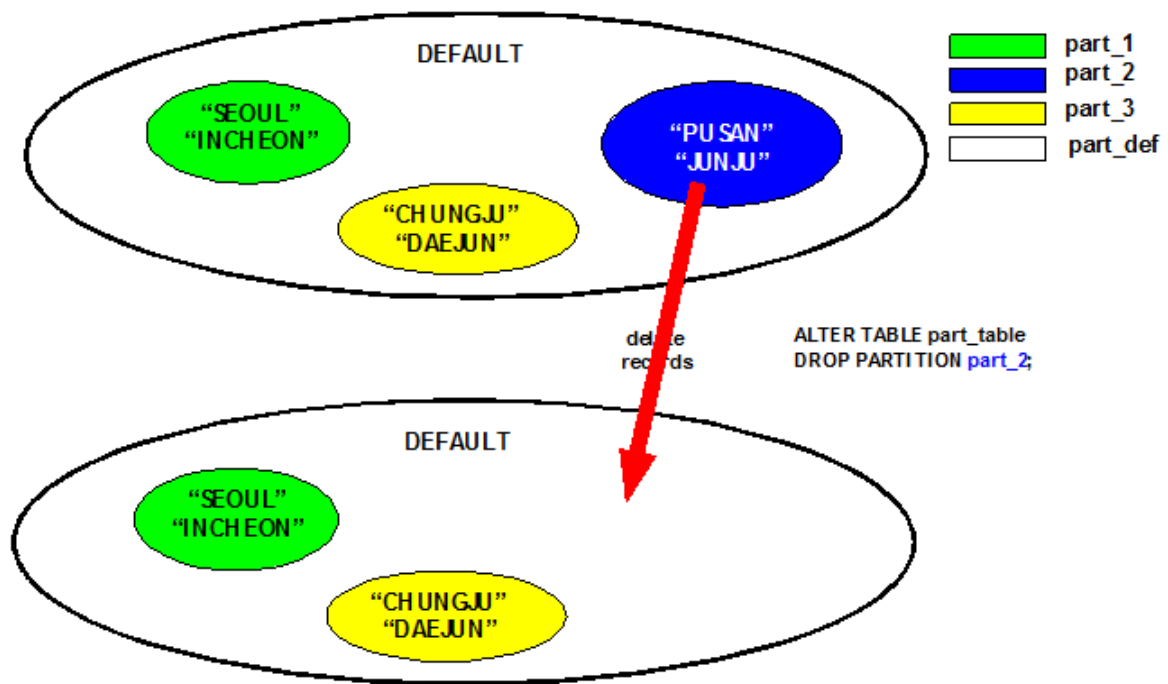 DEFAULT
“SEOUL”
“INCHEON”
“PUSAN”
“JUNJU”
“CHUNGJU”
“DAEJUN”
part_1
part_2
part_3
part_def
delete
records
ALTER TABLE part_table
DROP PARTITION part_2;
DEFAULT
“SEOUL”
“INCHEON”
“CHUNGJU”
“DAEJUN”